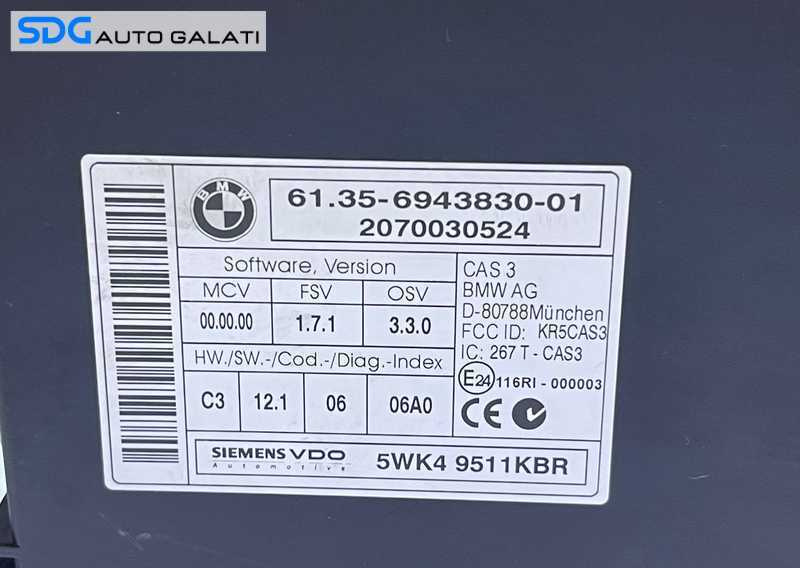 SDG AUTO GALATI
BMW
61.35-6943830-01
2070030524
Software, Version
MCV FSV OSV
00.00.00 1.7.1 3.3.0
HW./SW.-/Cod.-/Diag.-Index
C3 12.1 06 06A0
CAS 3
BMW AG
D-80788München
FCC ID: KR5CAS3
IC: 267 T - CAS3
E24 116RI - 000003
CE N
SIEMENS VDO
Automotive
5WK4 9511KBR